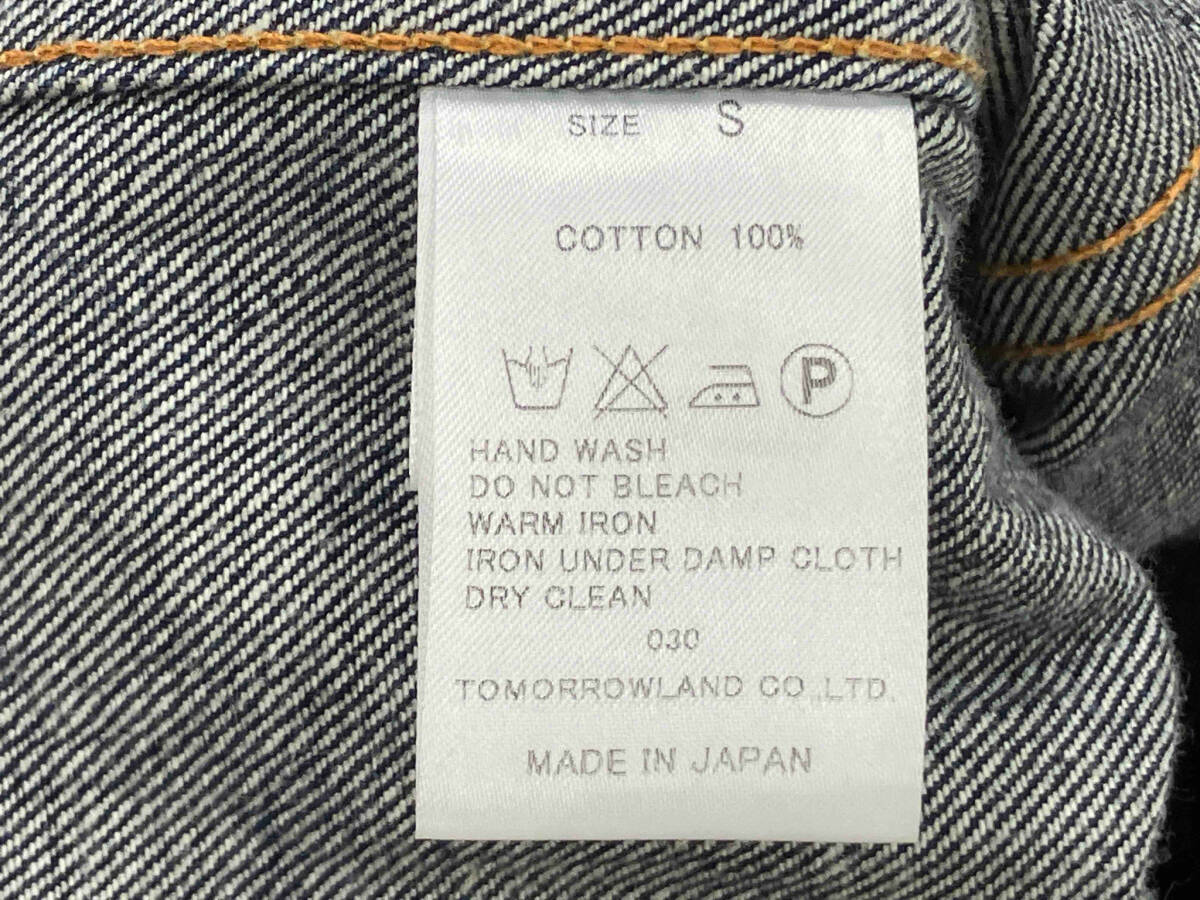 SIZE S
COTTON 100%
P
HAND WASH
DO NOT BLEACH
WARM IRON
IRON UNDER DAMP CLOTH
DRY CLEAN
030
TOMORROWLAND CO.,LTD.
MADE IN JAPAN